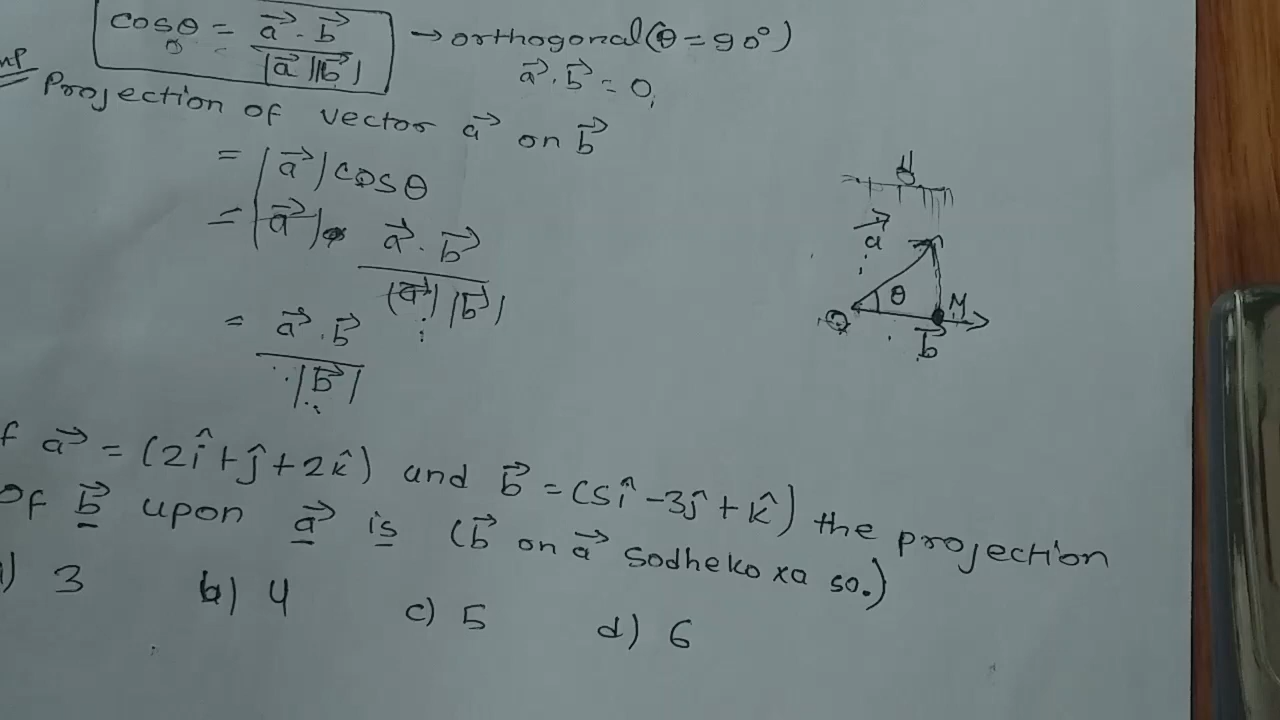 cosθ = a⃗ . b⃗ / |a⃗||b⃗| → orthogonal (θ = 90°)
a⃗ . b⃗ = 0,
Projection of vector a⃗ on b⃗
= |a⃗| cosθ
= |a⃗| . a⃗ . b⃗ / |a⃗| |b⃗|
= a⃗ . b⃗ / |b⃗|
a⃗
θ
O
M
b⃗
f a⃗ = (2î + ĵ + 2k̂) and b⃗ = (5î - 3ĵ + k̂) the projection
of b⃗ upon a⃗ is (b⃗ on a⃗ sodheko xa so.)
) 3 b) 4 c) 5 d) 6